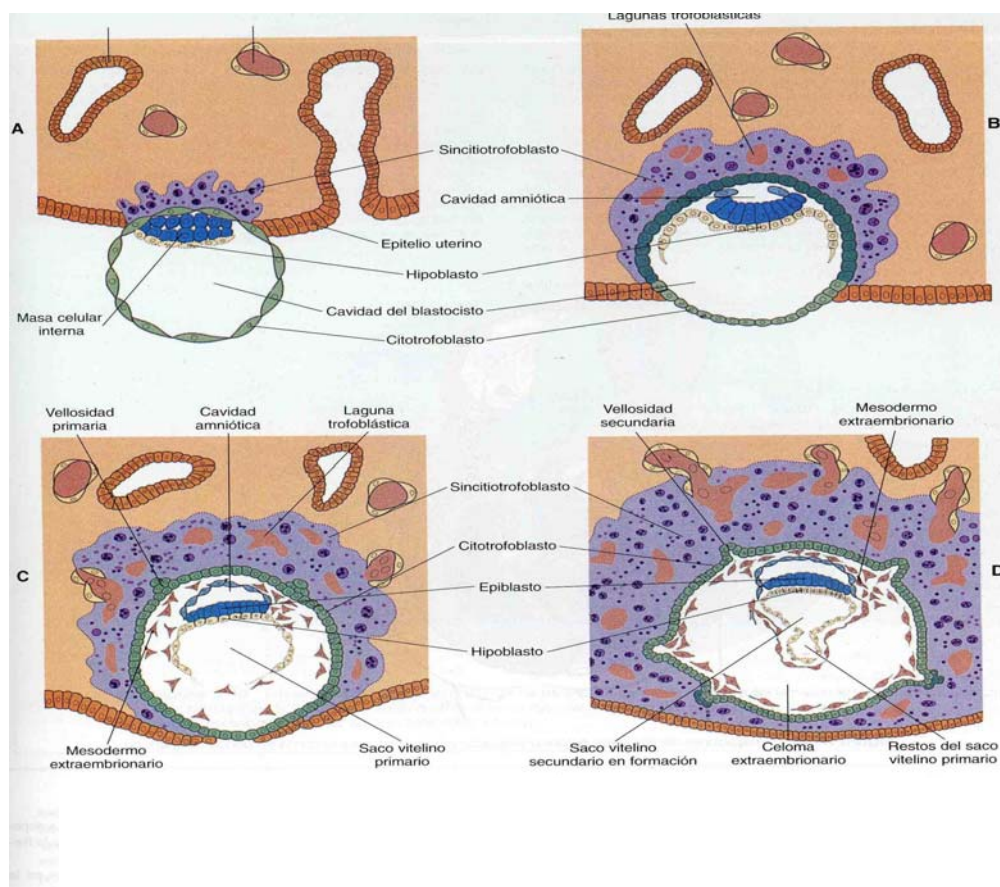 Lagunas trofoblásticas
A
B
Sincitiotrofoblasto
Cavidad amniótica
Epitelio uterino
Hipoblasto
Masa celular
interna
Cavidad del blastocisto
Citotrofoblasto
Vellosidad
primaria
Cavidad
amniótica
Laguna
trofoblástica
Vellosidad
secundaria
Mesodermo
extraembrionario
Sincitiotrofoblasto
Citotrofoblasto
C
D
Epiblasto
Hipoblasto
Mesodermo
extraembrionario
Saco vitelino
primario
Saco vitelino
secundario en formación
Celoma
extraembrionario
Restos del saco
vitelino primario